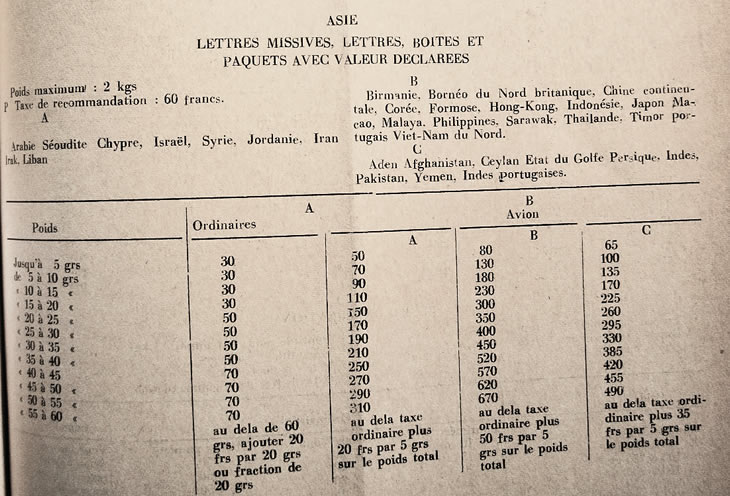 ASIE
LETTRES MISSIVES, LETTRES, BOITES ET
PAQUETS AVEC VALEUR DECLAREES
Poids maximum : 2 kgs
P Taxe de recommandation : 60 francs.
A
Arabie Séoudite Chypre, Israël, Syrie, Jordanie, Iran
Irak, Liban
B
Birmanie, Bornéo du Nord britanique, Chine continen-
tale, Corée, Formose, Hong-Kong, Indonésie, Japon Ma-
cao, Malaya. Philippines, Sarawak, Thailande, Timor por-
tugais Viet-Nam du Nord.
C
Aden Afghanistan, Ceylan Etat du Golfe Persique, Indes,
Pakistan, Yemen, Indes portugaises.
A B
Poids Ordinaires Avion
A B C
Jusqu'à 5 grs 30 50 80 65
de 5 à 10 grs 30 70 130 100
« 10 à 15 « 30 90 180 135
« 15 à 20 « 30 110 230 170
« 20 à 25 « 50 150 300 225
« 25 à 30 « 50 170 350 260
« 30 à 35 « 50 190 400 295
« 35 à 40 « 50 210 450 330
« 40 à 45 70 250 520 385
« 45 à 50 « 70 270 570 420
« 50 à 55 « 70 290 620 455
« 55 à 60 « 70 310 670 490
au dela de 60
grs, ajouter 20
frs par 20 grs
ou fraction de
20 grs
au dela taxe
ordinaire plus
20 frs par 5 grs
sur le poids total
au dela taxe
ordinaire plus
50 frs par 5
grs sur le poids
total
au dela taxe ordi-
dinaire plus 35
frs par 5 grs sur
le poids total